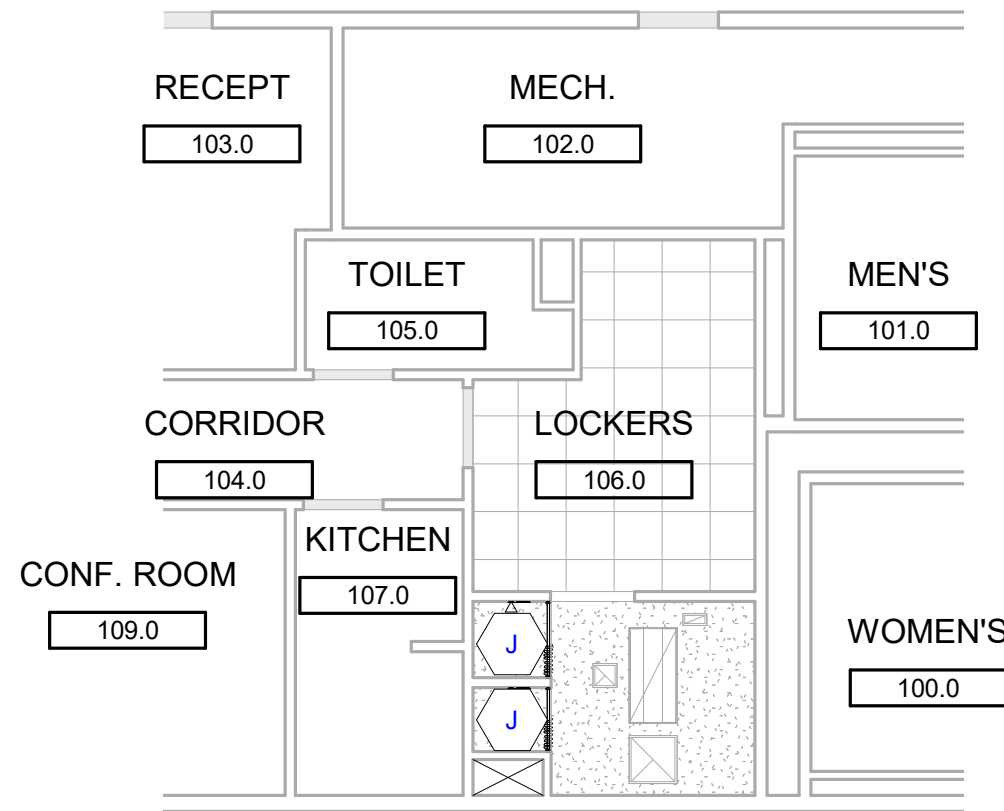 RECEPT
103.0
MECH.
102.0
TOILET
105.0
MEN'S
101.0
CORRIDOR
104.0
LOCKERS
106.0
KITCHEN
107.0
CONF. ROOM
109.0
J
WOMEN'S
100.0
J